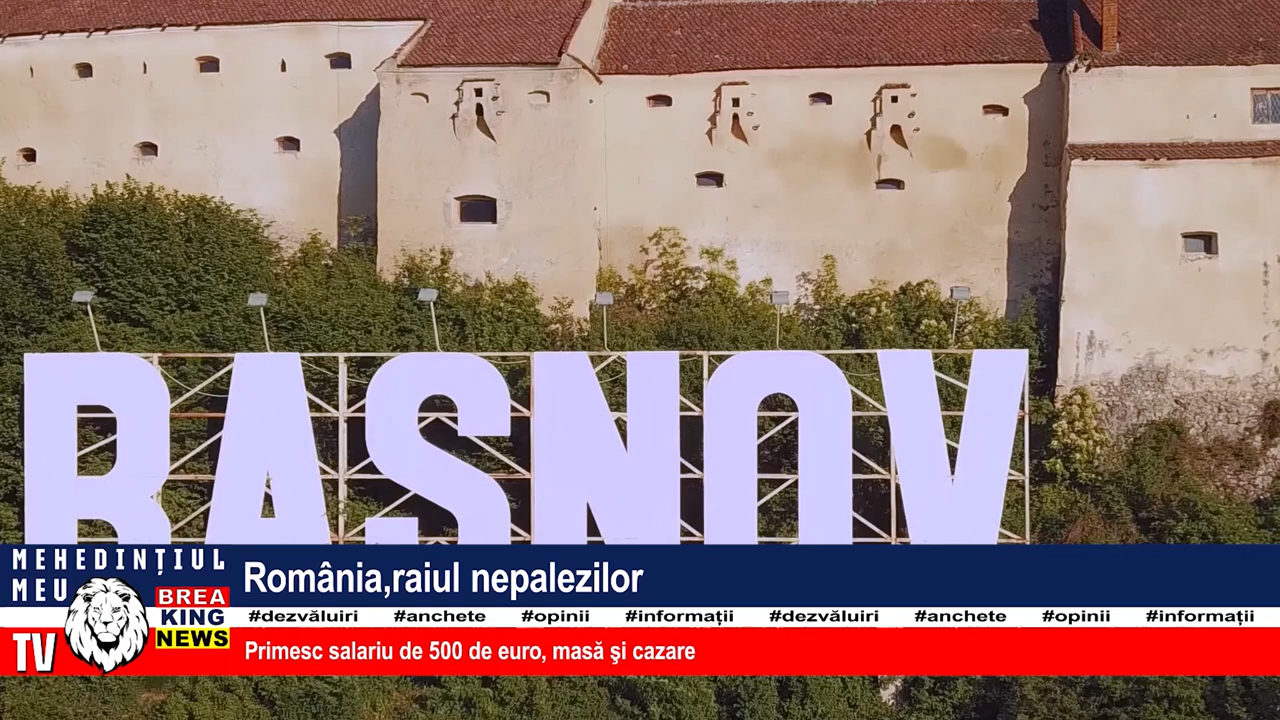 RASNOV
MEHEDINȚIUL
MEU
TV
BREA
KING
NEWS
România,raiul nepalezilor
#dezvăluiri #anchete #opinii #informații #dezvăluiri #anchete #opinii #informații
Primesc salariu de 500 de euro, masă şi cazare